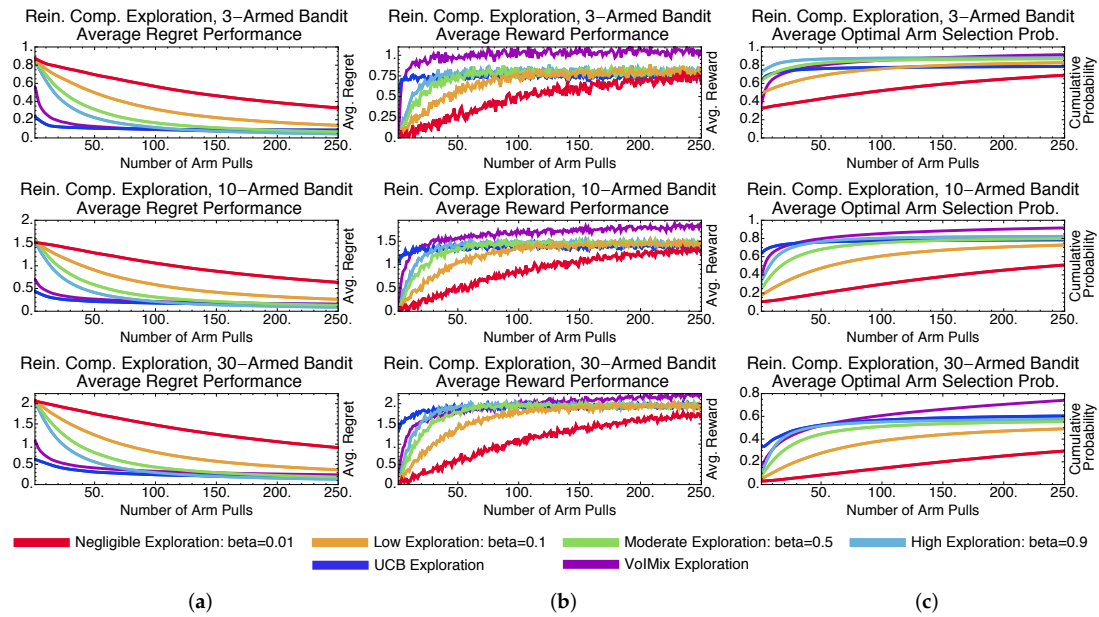 Rein. Comp. Exploration, 3−Armed Bandit
Average Regret Performance
1.
0.8
0.6
0.4
0.2
0.
50.
100.
150.
200.
250.
Avg. Regret
Number of Arm Pulls
Rein. Comp. Exploration, 3−Armed Bandit
Average Reward Performance
1.
0.75
0.5
0.25
0.
50.
100.
150.
200.
250.
Avg. Reward
Number of Arm Pulls
Rein. Comp. Exploration, 3−Armed Bandit
Average Optimal Arm Selection Prob.
1.
0.8
0.6
0.4
0.2
0.
50.
100.
150.
200.
250.
Cumulative
Probability
Number of Arm Pulls
Rein. Comp. Exploration, 10−Armed Bandit
Average Regret Performance
2.
1.5
1.
0.5
0.
50.
100.
150.
200.
250.
Avg. Regret
Number of Arm Pulls
Rein. Comp. Exploration, 10−Armed Bandit
Average Reward Performance
1.5
1.
0.5
0.
50.
100.
150.
200.
250.
Avg. Reward
Number of Arm Pulls
Rein. Comp. Exploration, 10−Armed Bandit
Average Optimal Arm Selection Prob.
1.
0.8
0.6
0.4
0.2
0.
50.
100.
150.
200.
250.
Cumulative
Probability
Number of Arm Pulls
Rein. Comp. Exploration, 30−Armed Bandit
Average Regret Performance
2.
1.5
1.
0.5
0.
50.
100.
150.
200.
250.
Avg. Regret
Number of Arm Pulls
Rein. Comp. Exploration, 30−Armed Bandit
Average Reward Performance
2.
1.5
1.
0.5
0.
50.
100.
150.
200.
250.
Avg. Reward
Number of Arm Pulls
Rein. Comp. Exploration, 30−Armed Bandit
Average Optimal Arm Selection Prob.
0.8
0.6
0.4
0.2
0.
50.
100.
150.
200.
250.
Cumulative
Probability
Number of Arm Pulls
Negligible Exploration: beta=0.01
Low Exploration: beta=0.1
Moderate Exploration: beta=0.5
High Exploration: beta=0.9
UCB Exploration
VoIMix Exploration
(a)
(b)
(c)